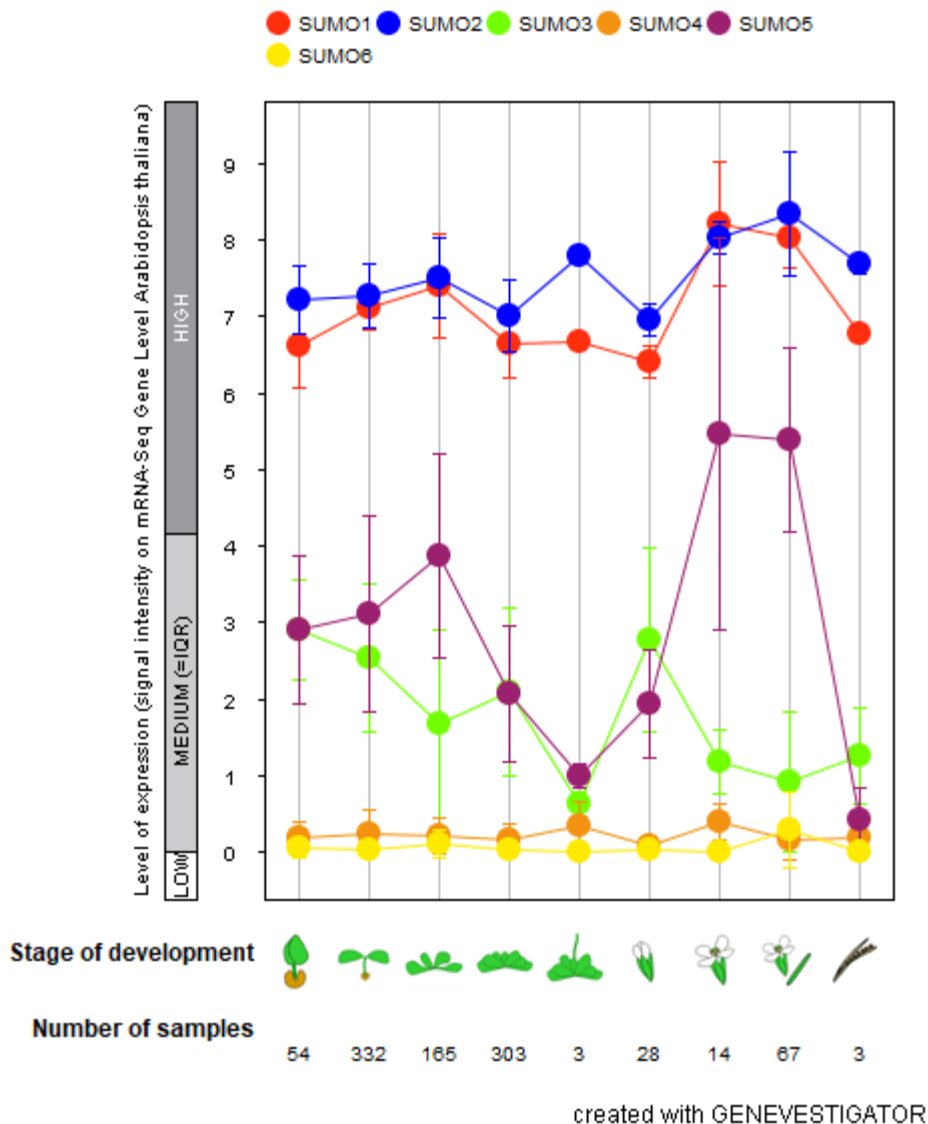 SUMO1 SUMO2 SUMO3 SUMO4 SUMO5
SUMO6
Level of expression (signal intensity on mRNA-Seq Gene Level Arabidopsis thaliana)
HIGH
MEDIUM (=IQR)
LOW
9
8
7
6
5
4
3
2
1
0
Stage of development
Number of samples
54 332 165 303 3 28 14 67 3
created with GENEVESTIGATOR